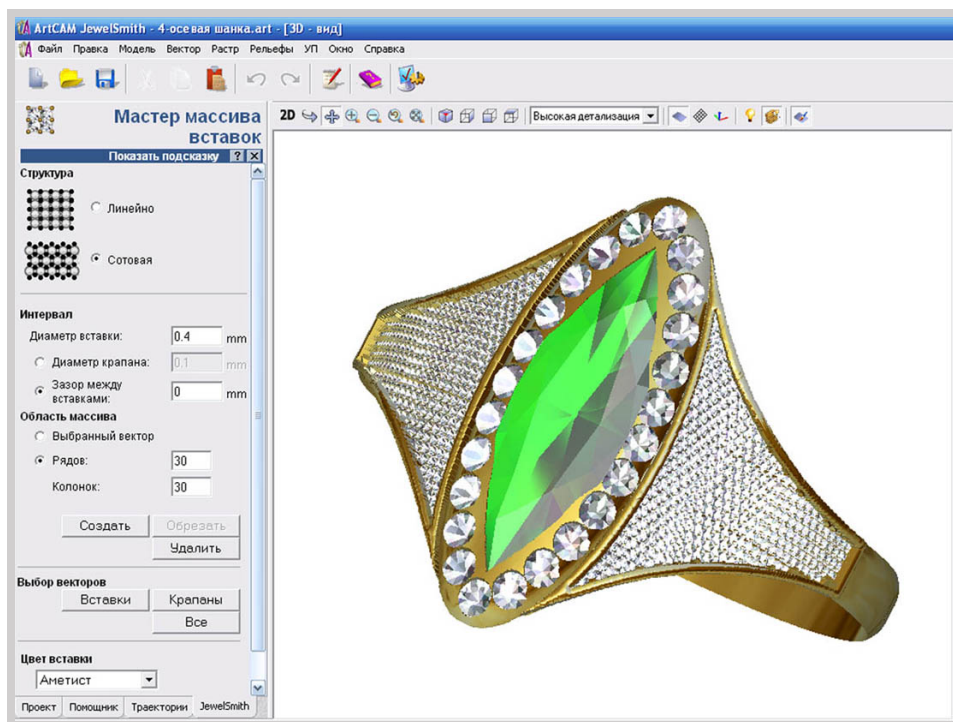 ArtCAM JewelSmith - 4-осевая шанка.art - [3D - вид]
Файл Правка Модель Вектор Растр Рельефы УП Окно Справка
Мастер массива
вставок
Показать подсказку ? X
2D
Высокая детализация
Структура
Линейно
Сотовая
Интервал
Диаметр вставки: 0.4 mm
Диаметр крапана: 0.1 mm
Зазор между
вставками: 0 mm
Область массива
Выбранный вектор
Рядов: 30
Колонок: 30
Создать Обрезать
Удалить
Выбор векторов
Вставки Крапаны
Все
Цвет вставки
Аметист
Проект Помощник Траектории JewelSmith